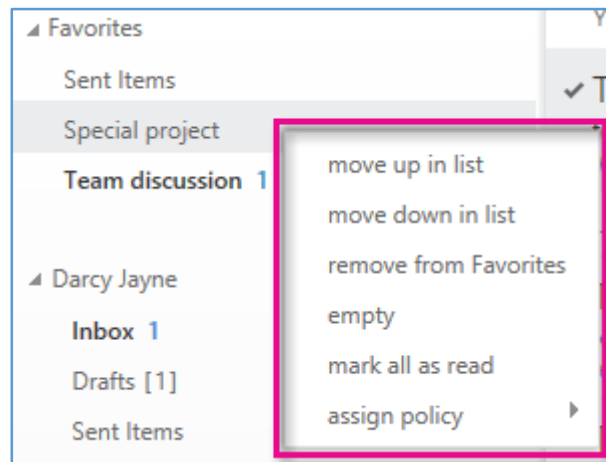 Favorites
Sent Items
Special project
Team discussion 1
move up in list
move down in list
remove from Favorites
empty
mark all as read
assign policy
Darcy Jayne
Inbox 1
Drafts [1]
Sent Items